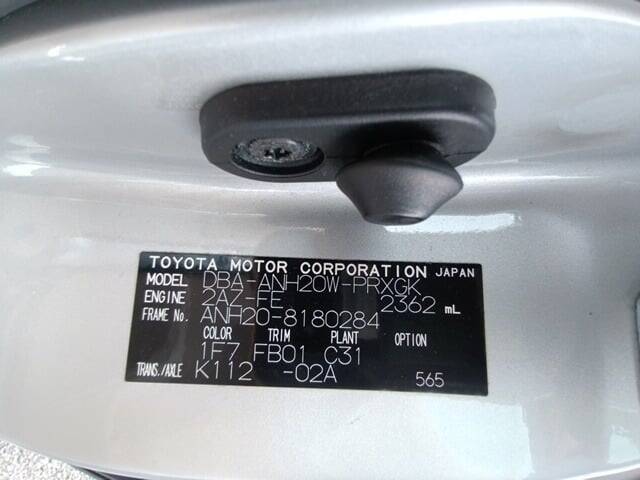 TOYOTA MOTOR CORPORATION JAPAN
MODEL DBA-ANH20W-PRXGK
ENGINE 2AZ-FE 2362 mL
FRAME No. ANH20-8180284
COLOR TRIM PLANT OPTION
1F7 FB01 C31
TRANS./AXLE K112 -02A 565